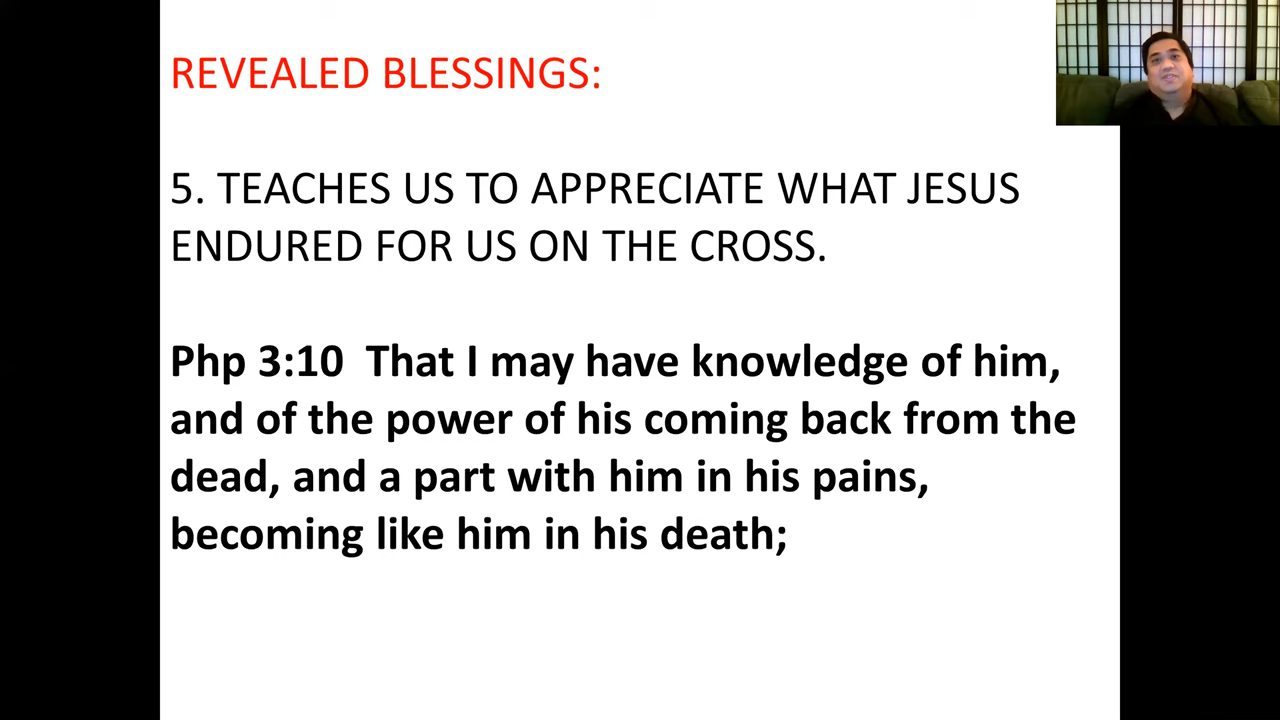 REVEALED BLESSINGS:
5. TEACHES US TO APPRECIATE WHAT JESUS
ENDURED FOR US ON THE CROSS.
Php 3:10  That I may have knowledge of him,
and of the power of his coming back from the
dead, and a part with him in his pains,
becoming like him in his death;